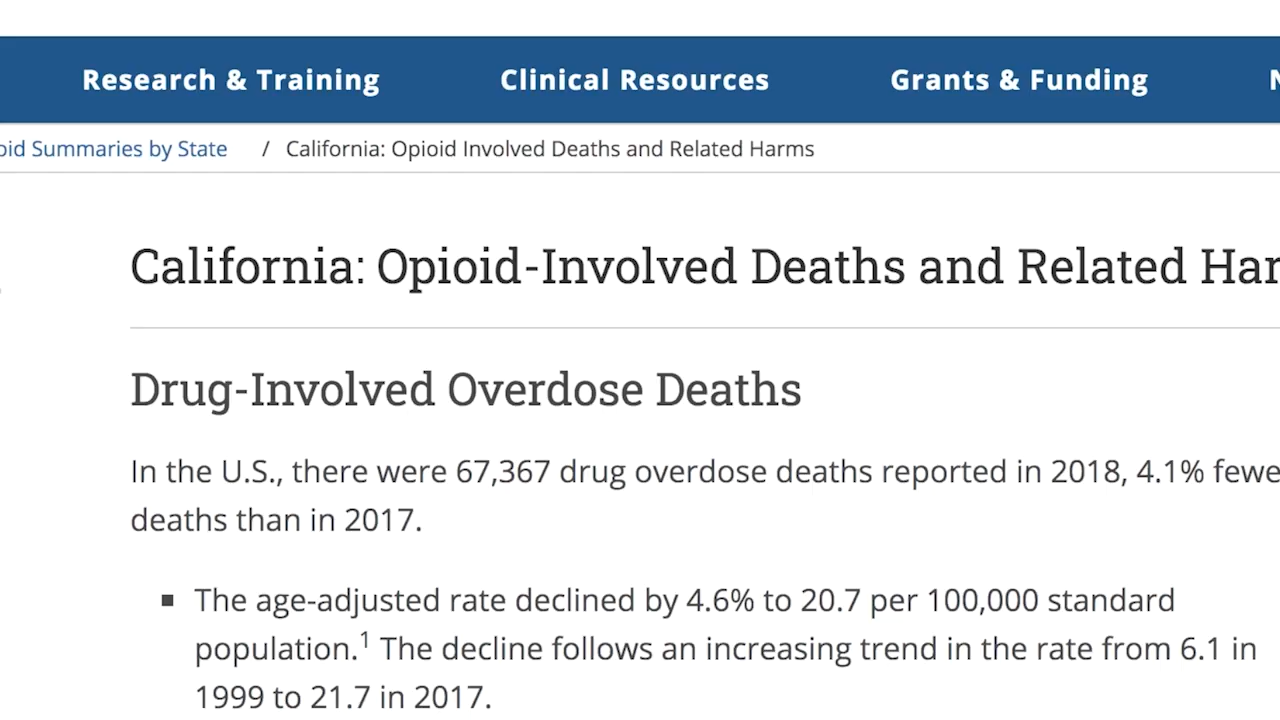 Research & Training Clinical Resources Grants & Funding
Summaries by State / California: Opioid Involved Deaths and Related Harms
California: Opioid-Involved Deaths and Related
Drug-Involved Overdose Deaths
In the U.S., there were 67,367 drug overdose deaths reported in 2018, 4.1%
deaths than in 2017.
The age-adjusted rate declined by 4.6% to 20.7 per 100,000 standard
population.1 The decline follows an increasing trend in the rate from 6.1 in
1999 to 21.7 in 2017.